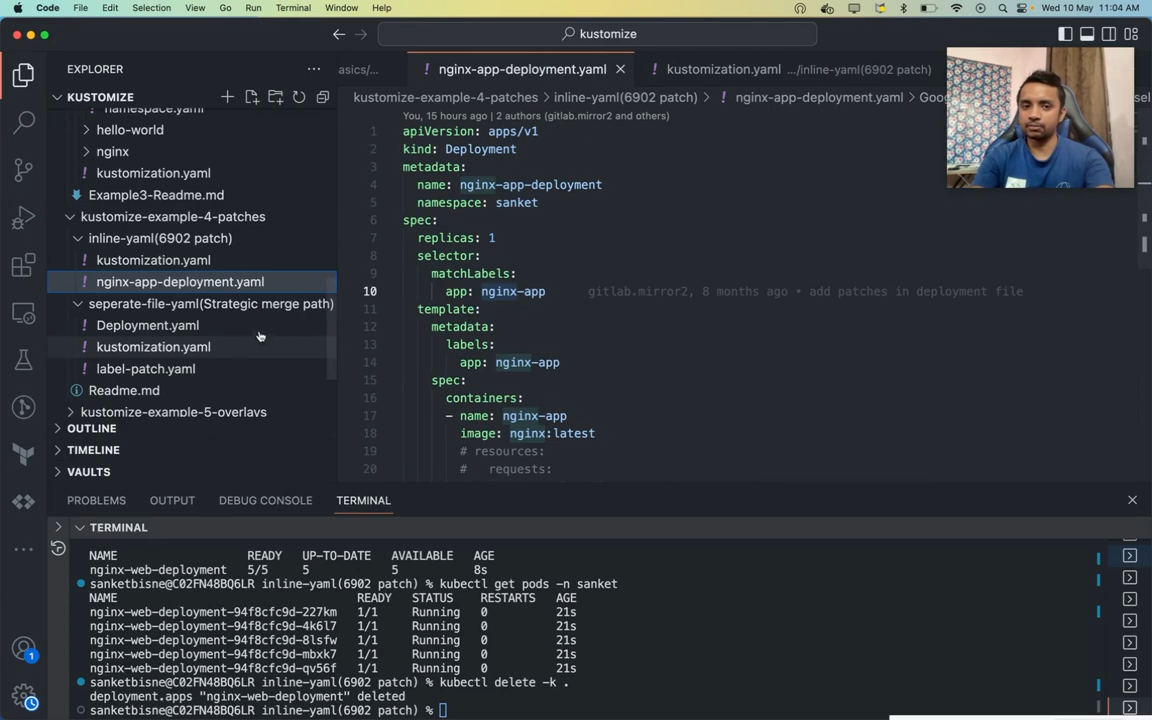 Code File Edit Selection View Go Run Terminal Window Help
Wed 10 May 11:04 AM
kustomize
EXPLORER
KUSTOMIZE
namespace.yaml
hello-world
nginx
kustomization.yaml
Example3-Readme.md
kustomize-example-4-patches
inline-yaml(6902 patch)
kustomization.yaml
nginx-app-deployment.yaml
seperate-file-yaml(Strategic merge path)
Deployment.yaml
kustomization.yaml
label-patch.yaml
Readme.md
kustomize-example-5-overlays
OUTLINE
TIMELINE
VAULTS
1
asics/... ! nginx-app-deployment.yaml ! kustomization.yaml .../inline-yaml(6902 patch)
kustomize-example-4-patches > inline-yaml(6902 patch) > ! nginx-app-deployment.yaml >
You, 15 hours ago | 2 authors (gitlab.mirror2 and others)
1 apiVersion: apps/v1
2 kind: Deployment
3 metadata:
4 name: nginx-app-deployment
5 namespace: sanket
6 spec:
7 replicas: 1
8 selector:
9 matchLabels:
10 app: nginx-app gitlab.mirror2, 8 months ago • add patches in deployment file
11 template:
12 metadata:
13 labels:
14 app: nginx-app
15 spec:
16 containers:
17 - name: nginx-app
18 image: nginx:latest
19 # resources:
20 # requests:
PROBLEMS OUTPUT DEBUG CONSOLE TERMINAL
TERMINAL
NAME READY UP-TO-DATE AVAILABLE AGE
nginx-web-deployment 5/5 5 5 8s
sanketbisne@C02FN48BQ6LR inline-yaml(6902 patch) % kubectl get pods -n sanket
NAME READY STATUS RESTARTS AGE
nginx-web-deployment-94f8cfc9d-227km 1/1 Running 0 21s
nginx-web-deployment-94f8cfc9d-4k6l7 1/1 Running 0 21s
nginx-web-deployment-94f8cfc9d-8lsfw 1/1 Running 0 21s
nginx-web-deployment-94f8cfc9d-mbxk7 1/1 Running 0 21s
nginx-web-deployment-94f8cfc9d-qv56f 1/1 Running 0 21s
sanketbisne@C02FN48BQ6LR inline-yaml(6902 patch) % kubectl delete -k .
deployment.apps "nginx-web-deployment" deleted
sanketbisne@C02FN48BQ6LR inline-yaml(6902 patch) %